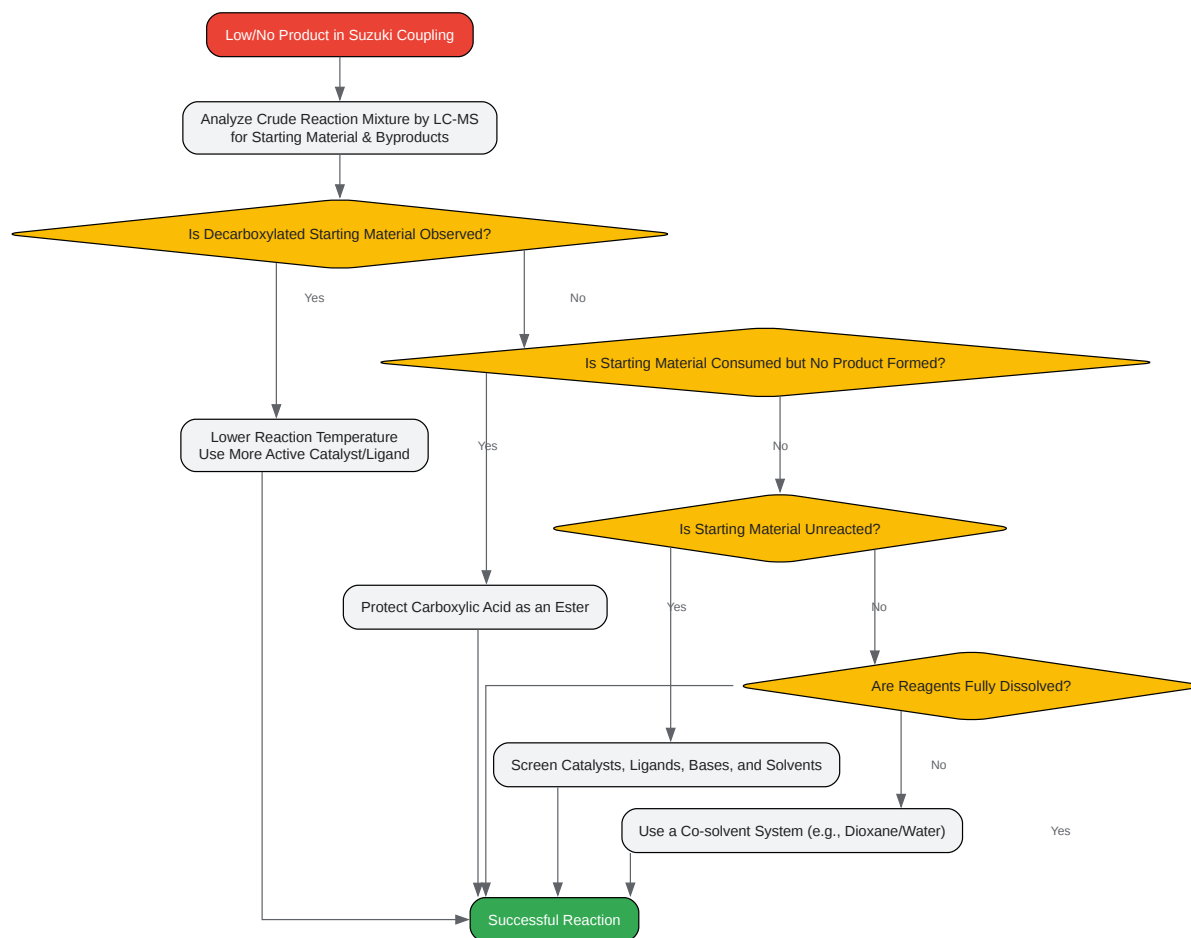 Low/No Product in Suzuki Coupling
Analyze Crude Reaction Mixture by LC-MS
for Starting Material & Byproducts
Is Decarboxylated Starting Material Observed?
Yes
No
Is Starting Material Consumed but No Product Formed?
Lower Reaction Temperature
Use More Active Catalyst/Ligand
Yes
No
Is Starting Material Unreacted?
Protect Carboxylic Acid as an Ester
Yes
No
Are Reagents Fully Dissolved?
Screen Catalysts, Ligands, Bases, and Solvents
No
Use a Co-solvent System (e.g., Dioxane/Water)
Yes
Successful Reaction